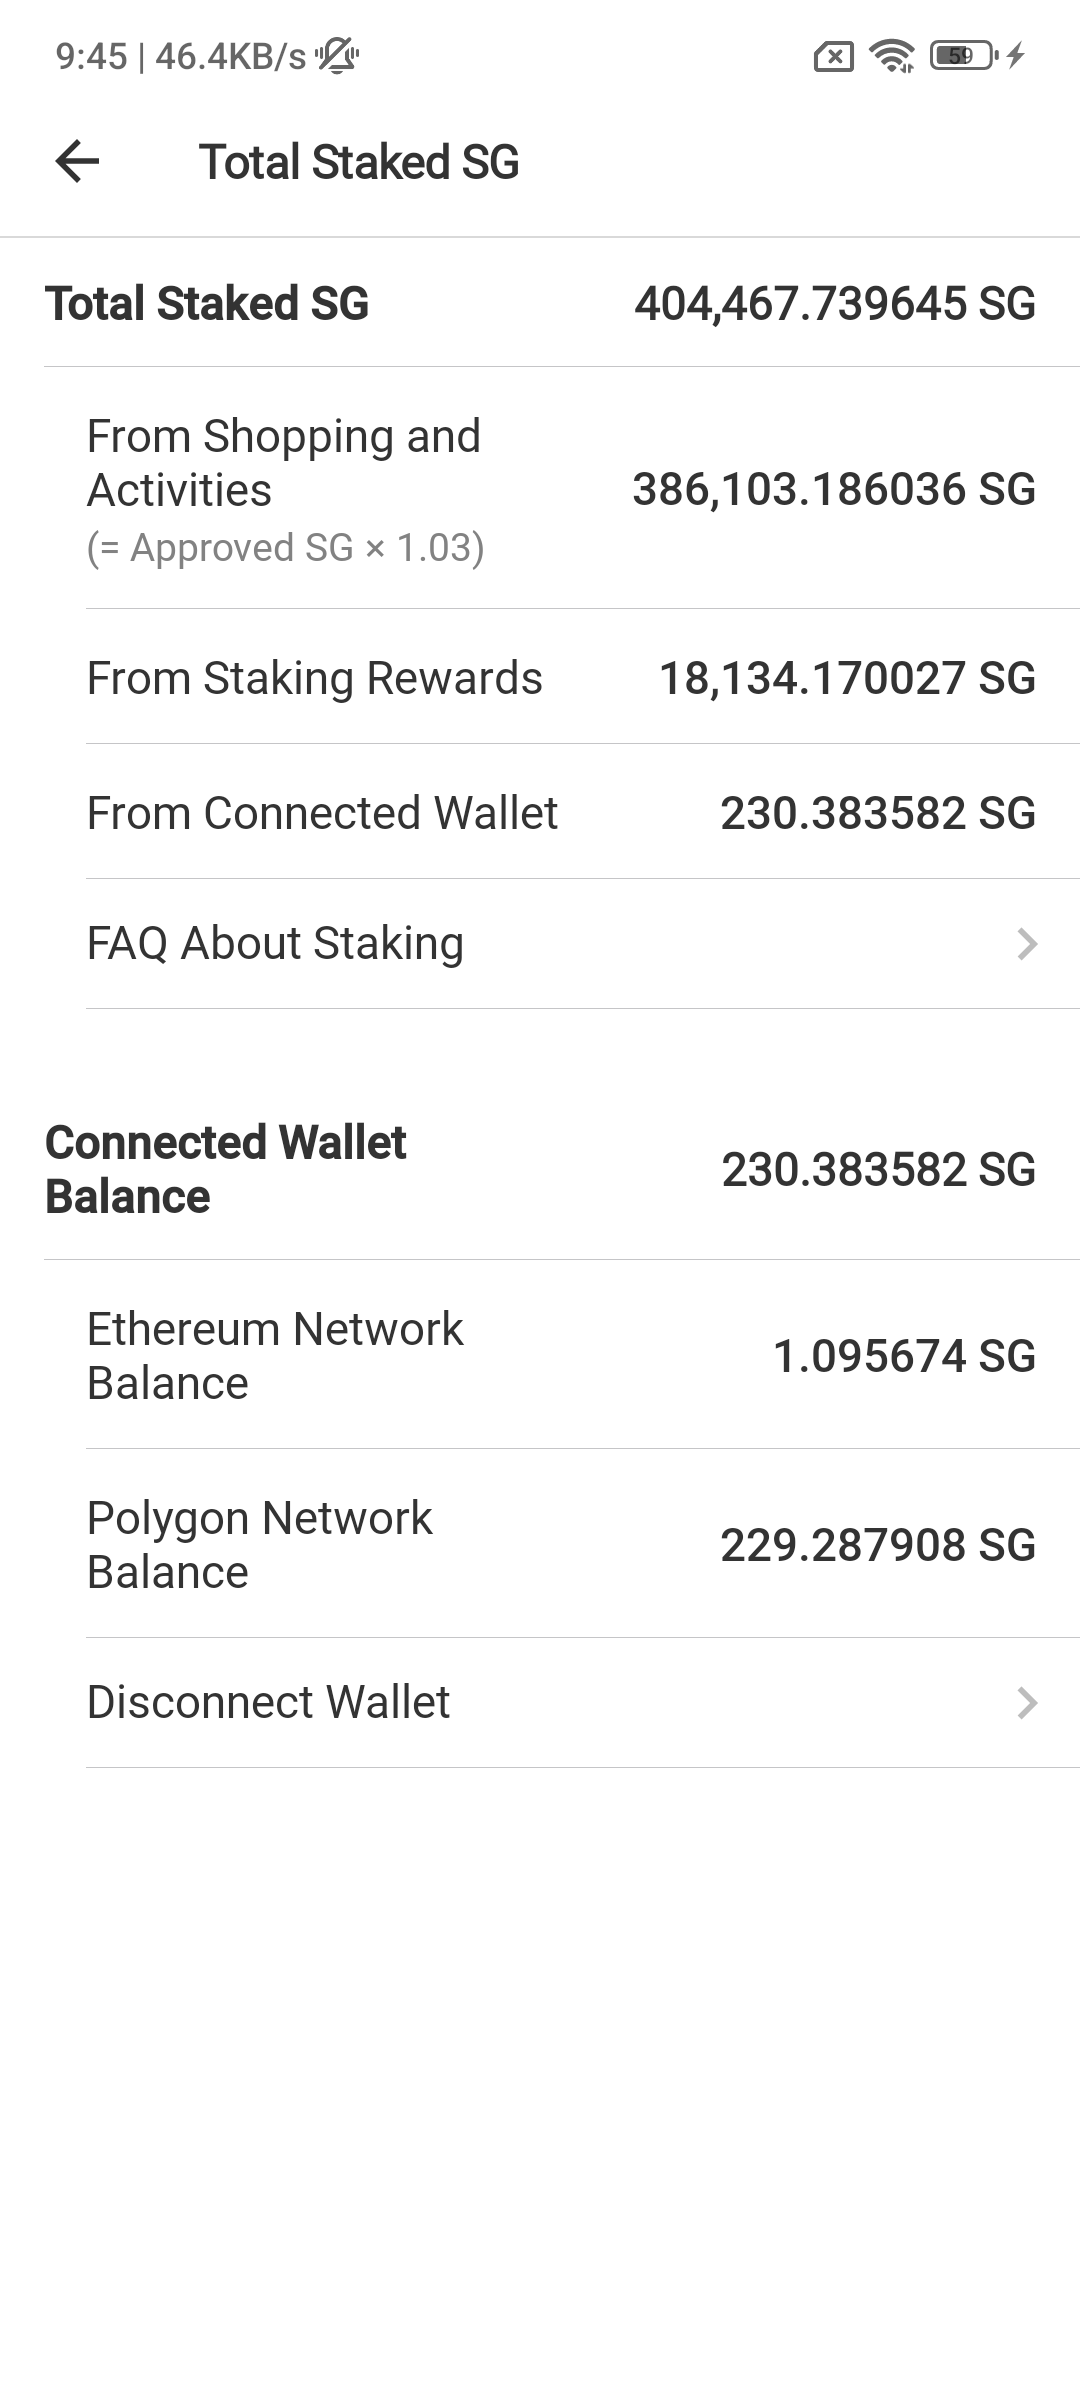 9:45 | 46.4KB/s
59
Total Staked SG
Total Staked SG 404,467.739645 SG
From Shopping and
Activities 386,103.186036 SG
(= Approved SG × 1.03)
From Staking Rewards 18,134.170027 SG
From Connected Wallet 230.383582 SG
FAQ About Staking
Connected Wallet
Balance 230.383582 SG
Ethereum Network
Balance 1.095674 SG
Polygon Network
Balance 229.287908 SG
Disconnect Wallet